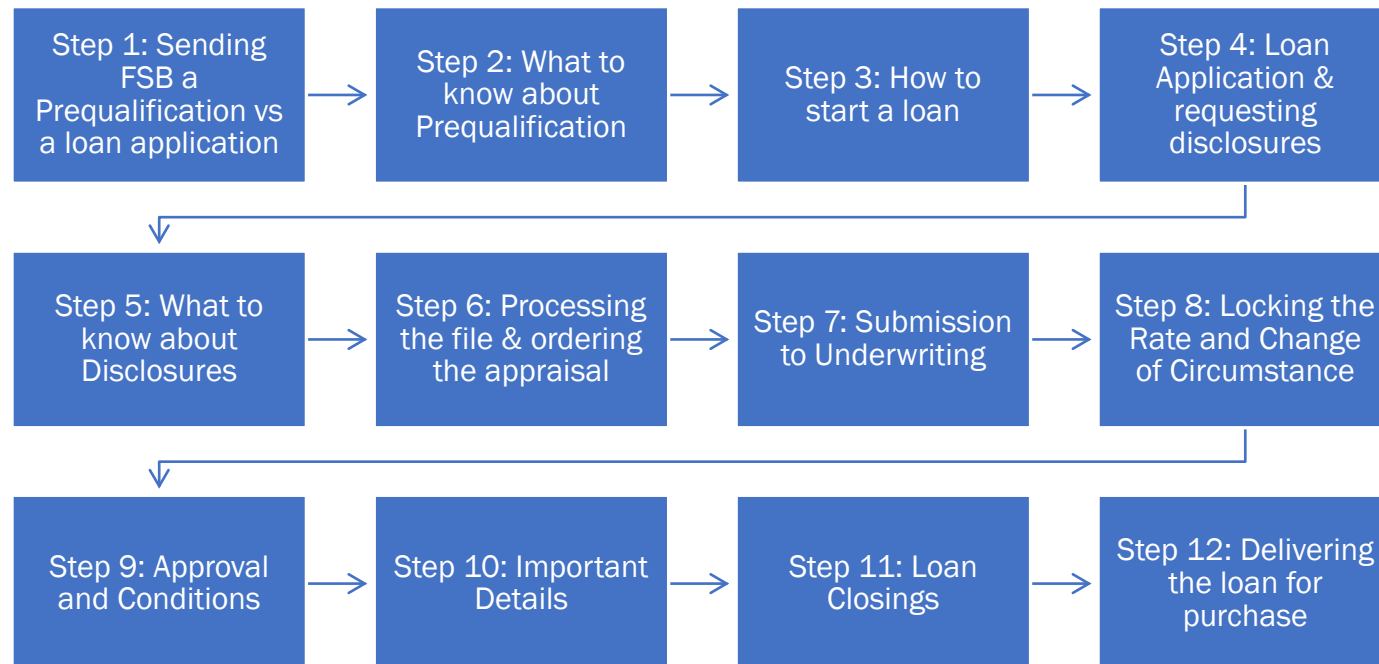 Step 1: Sending
FSB a
Prequalification vs
a loan application
Step 2: What to
know about
Prequalification
Step 3: How to
start a loan
Step 4: Loan
Application &
requesting
disclosures
Step 5: What to
know about
Disclosures
Step 6: Processing
the file & ordering
the appraisal
Step 7: Submission
to Underwriting
Step 8: Locking the
Rate and Change
of Circumstance
Step 9: Approval
and Conditions
Step 10: Important
Details
Step 11: Loan
Closings
Step 12: Delivering
the loan for
purchase